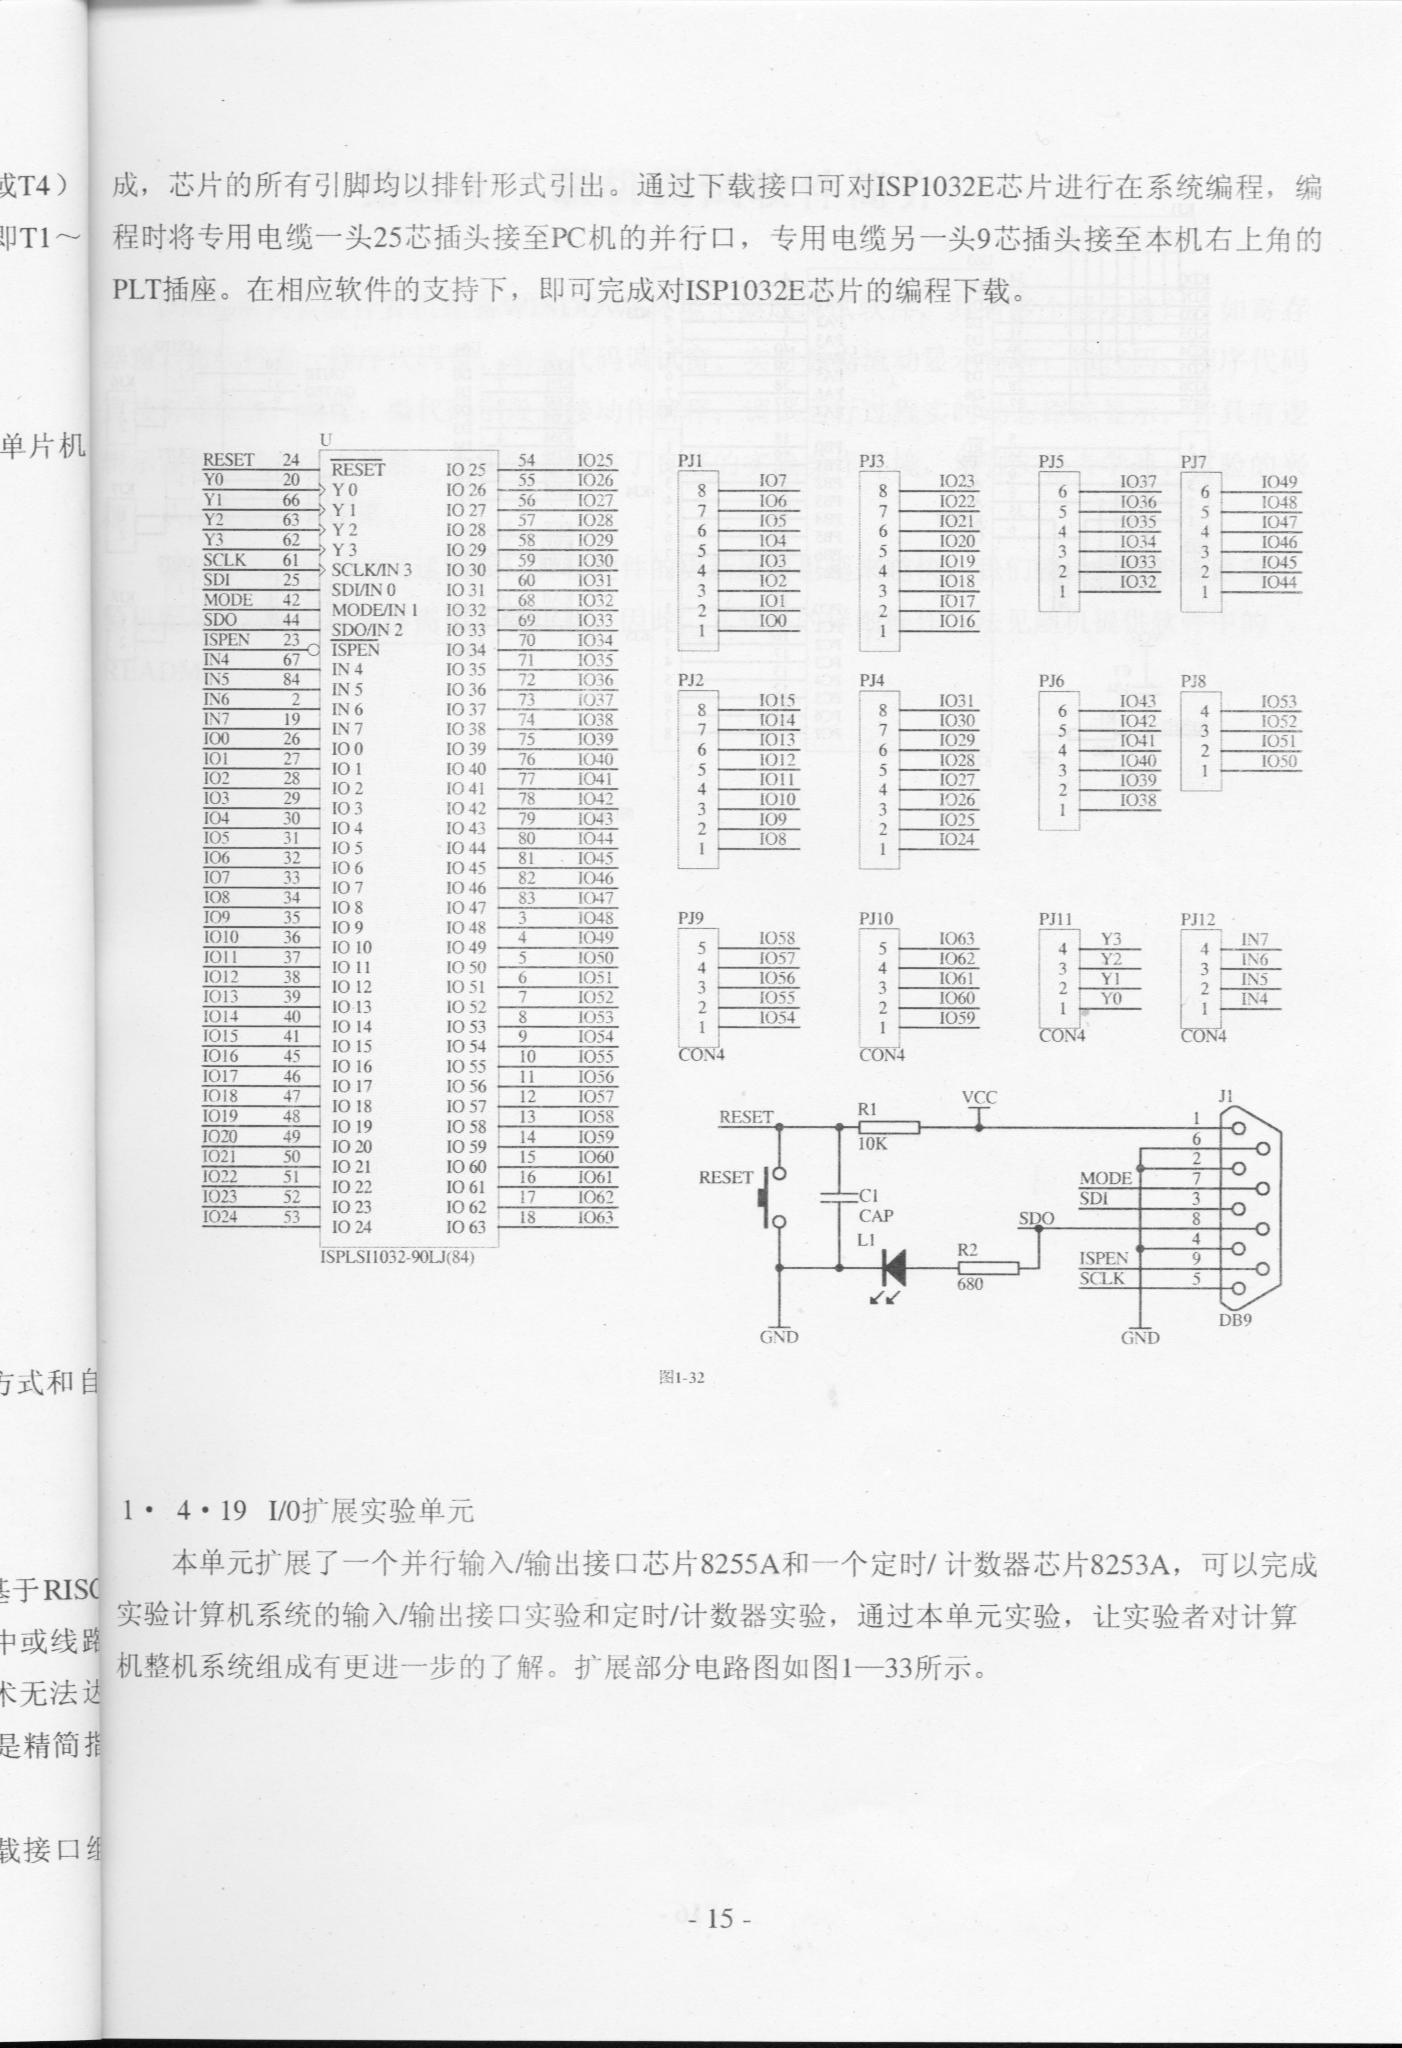 或T4）
即T1～
单片机
方式和自
基于RISC
中或线路
术无法达
是精简指
载接口组
成，芯片的所有引脚均以排针形式引出。通过下载接口可对ISP1032E芯片进行在系统编程，编
程时将专用电缆一头25芯插头接至PC机的并行口，专用电缆另一头9芯插头接至本机右上角的
PLT插座。在相应软件的支持下，即可完成对ISP1032E芯片的编程下载。
U
RESET 24 RESET IO 25 54 IO25
Y0 20 Y 0 IO 26 55 IO26
Y1 66 Y 1 IO 27 56 IO27
Y2 63 Y 2 IO 28 57 IO28
Y3 62 Y 3 IO 29 58 IO29
SCLK 61 SCLK/IN 3 IO 30 59 IO30
SDI 25 SDI/IN 0 IO 31 60 IO31
MODE 42 MODE/IN 1 IO 32 68 IO32
SDO 44 SDO/IN 2 IO 33 69 IO33
ISPEN 23 ISPEN IO 34 70 IO34
IN4 67 IN 4 IO 35 71 IO35
IN5 84 IN 5 IO 36 72 IO36
IN6 2 IN 6 IO 37 73 IO37
IN7 19 IN 7 IO 38 74 IO38
IO0 26 IO 0 IO 39 75 IO39
IO1 27 IO 1 IO 40 76 IO40
IO2 28 IO 2 IO 41 77 IO41
IO3 29 IO 3 IO 42 78 IO42
IO4 30 IO 4 IO 43 79 IO43
IO5 31 IO 5 IO 44 80 IO44
IO6 32 IO 6 IO 45 81 IO45
IO7 33 IO 7 IO 46 82 IO46
IO8 34 IO 8 IO 47 83 IO47
IO9 35 IO 9 IO 48 3 IO48
IO10 36 IO 10 IO 49 4 IO49
IO11 37 IO 11 IO 50 5 IO50
IO12 38 IO 12 IO 51 6 IO51
IO13 39 IO 13 IO 52 7 IO52
IO14 40 IO 14 IO 53 8 IO53
IO15 41 IO 15 IO 54 9 IO54
IO16 45 IO 16 IO 55 10 IO55
IO17 46 IO 17 IO 56 11 IO56
IO18 47 IO 18 IO 57 12 IO57
IO19 48 IO 19 IO 58 13 IO58
IO20 49 IO 20 IO 59 14 IO59
IO21 50 IO 21 IO 60 15 IO60
IO22 51 IO 22 IO 61 16 IO61
IO23 52 IO 23 IO 62 17 IO62
IO24 53 IO 24 IO 63 18 IO63
ISPLSI1032-90LJ(84)
PJ1
8 IO7
7 IO6
6 IO5
5 IO4
4 IO3
3 IO2
2 IO1
1 IO0
PJ3
8 IO23
7 IO22
6 IO21
5 IO20
4 IO19
3 IO18
2 IO17
1 IO16
PJ5
6 IO37
5 IO36
4 IO35
3 IO34
2 IO33
1 IO32
PJ7
6 IO49
5 IO48
4 IO47
3 IO46
2 IO45
1 IO44
PJ2
8 IO15
7 IO14
6 IO13
5 IO12
4 IO11
3 IO10
2 IO9
1 IO8
PJ4
8 IO31
7 IO30
6 IO29
5 IO28
4 IO27
3 IO26
2 IO25
1 IO24
PJ6
6 IO43
5 IO42
4 IO41
3 IO40
2 IO39
1 IO38
PJ8
4 IO53
3 IO52
2 IO51
1 IO50
PJ9
5 IO58
4 IO57
3 IO56
2 IO55
1 IO54
CON4
PJ10
5 IO63
4 IO62
3 IO61
2 IO60
1 IO59
CON4
PJ11
4 Y3
3 Y2
2 Y1
1 Y0
CON4
PJ12
4 IN7
3 IN6
2 IN5
1 IN4
CON4
RESET
R1
10K
VCC
RESET
C1
CAP
L1
R2
680
SDO
GND
J1
1
6
2
MODE 7
SDI 3
8
4
ISPEN 9
SCLK 5
DB9
GND
图1-32
1· 4·19 I/0扩展实验单元
本单元扩展了一个并行输入/输出接口芯片8255A和一个定时/ 计数器芯片8253A，可以完成
实验计算机系统的输入/输出接口实验和定时/计数器实验，通过本单元实验，让实验者对计算
机整机系统组成有更进一步的了解。扩展部分电路图如图1—33所示。
- 15 -